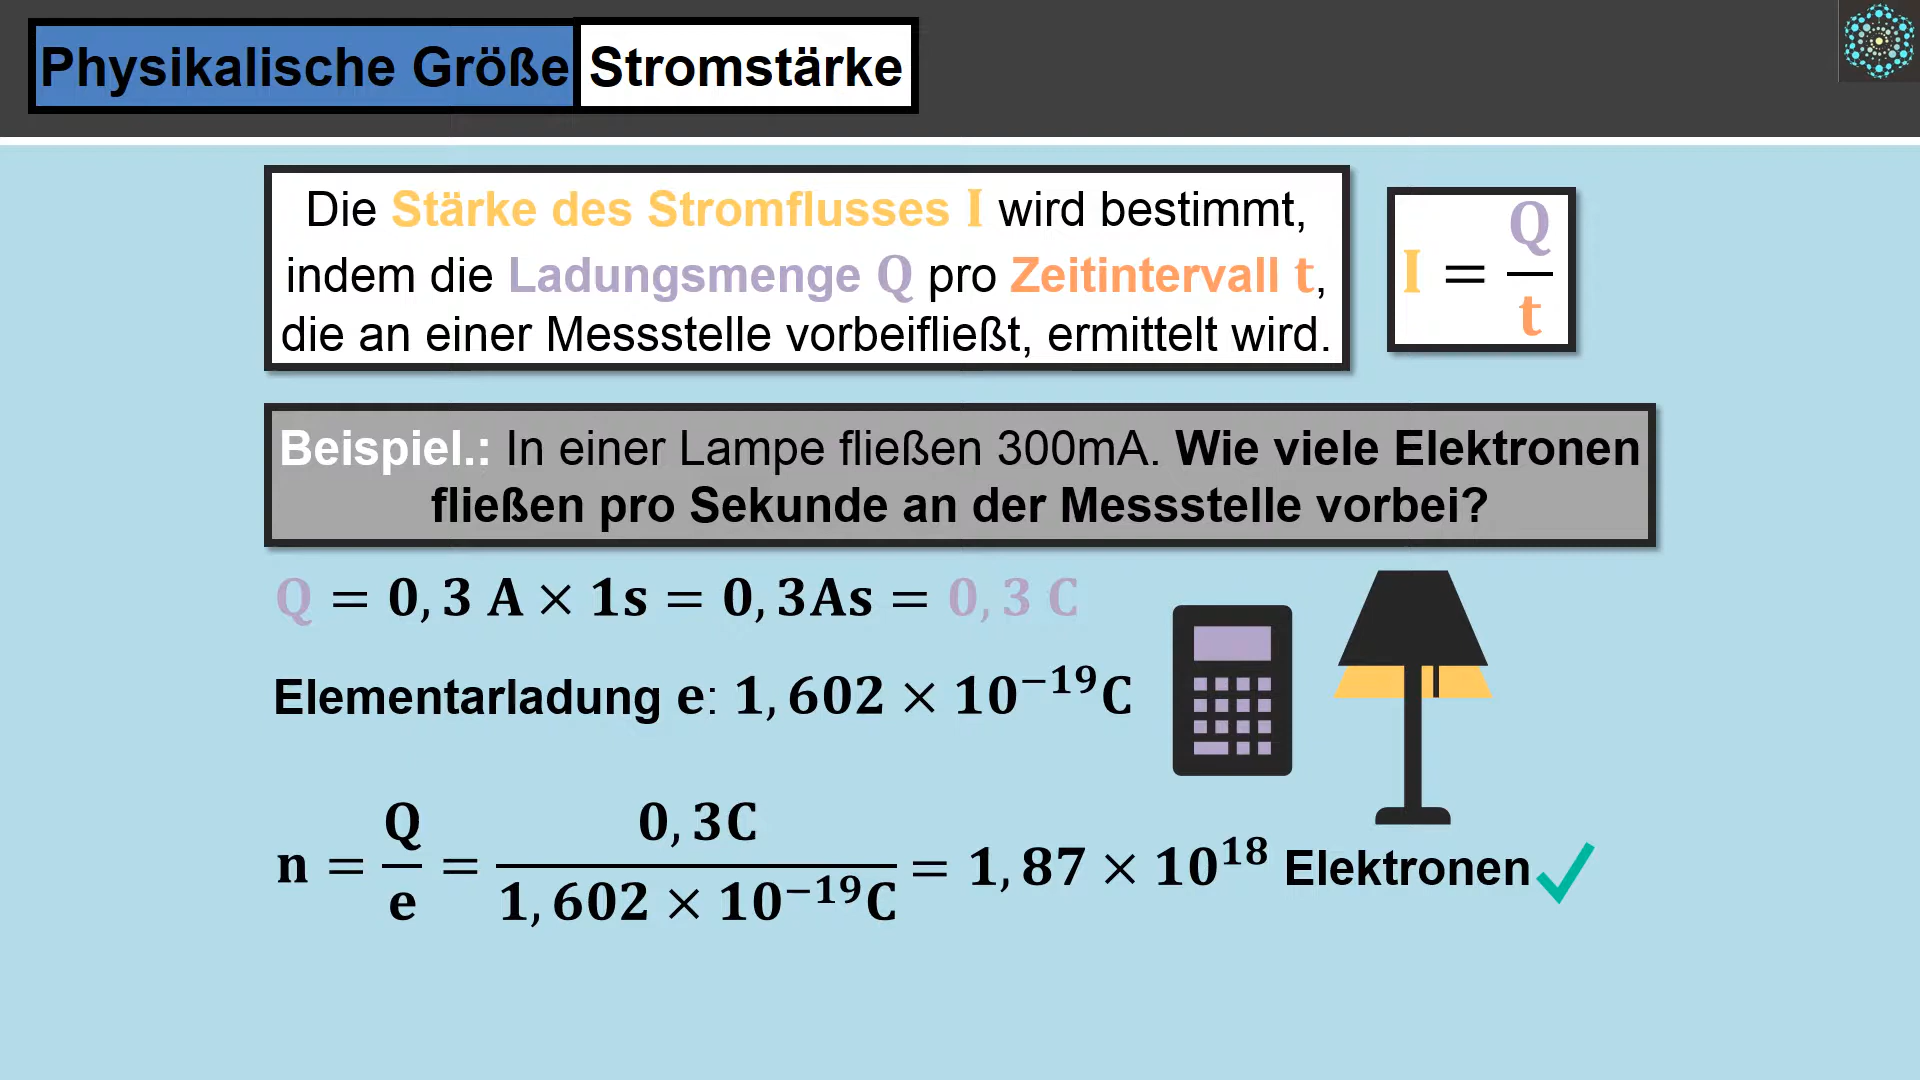 Physikalische Größe Stromstärke
Die Stärke des Stromflusses I wird bestimmt,
indem die Ladungsmenge Q pro Zeitintervall t,
die an einer Messstelle vorbeifließt, ermittelt wird.
I = Q/t
Beispiel.: In einer Lampe fließen 300mA. Wie viele Elektronen
fließen pro Sekunde an der Messstelle vorbei?
Q = 0,3 A × 1s = 0,3As = 0,3 C
Elementarladung e: 1,602 × 10⁻¹⁹C
n = Q/e = 0,3C/1,602 × 10⁻¹⁹C = 1,87 × 10¹⁸ Elektronen